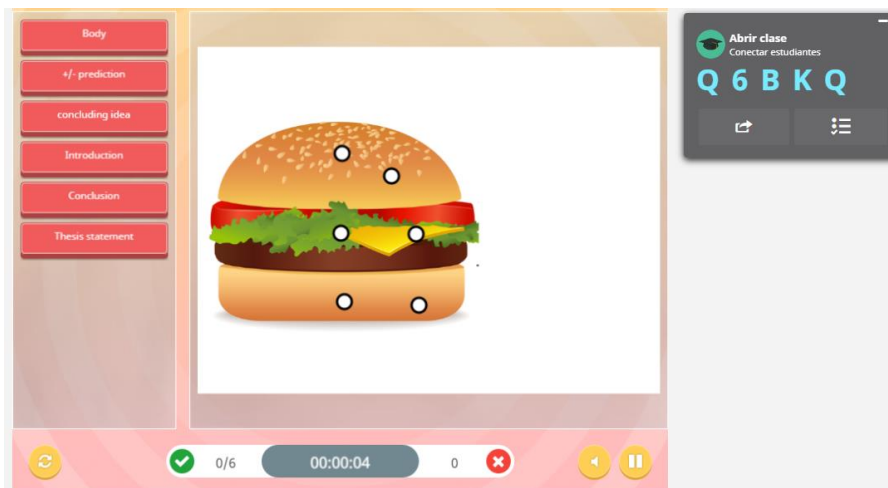 Body
+/- prediction
concluding idea
Introduction
Conclusion
Thesis statement
Abrir clase
Conectar estudiantes
Q 6 B K Q
0/6
00:00:04
0